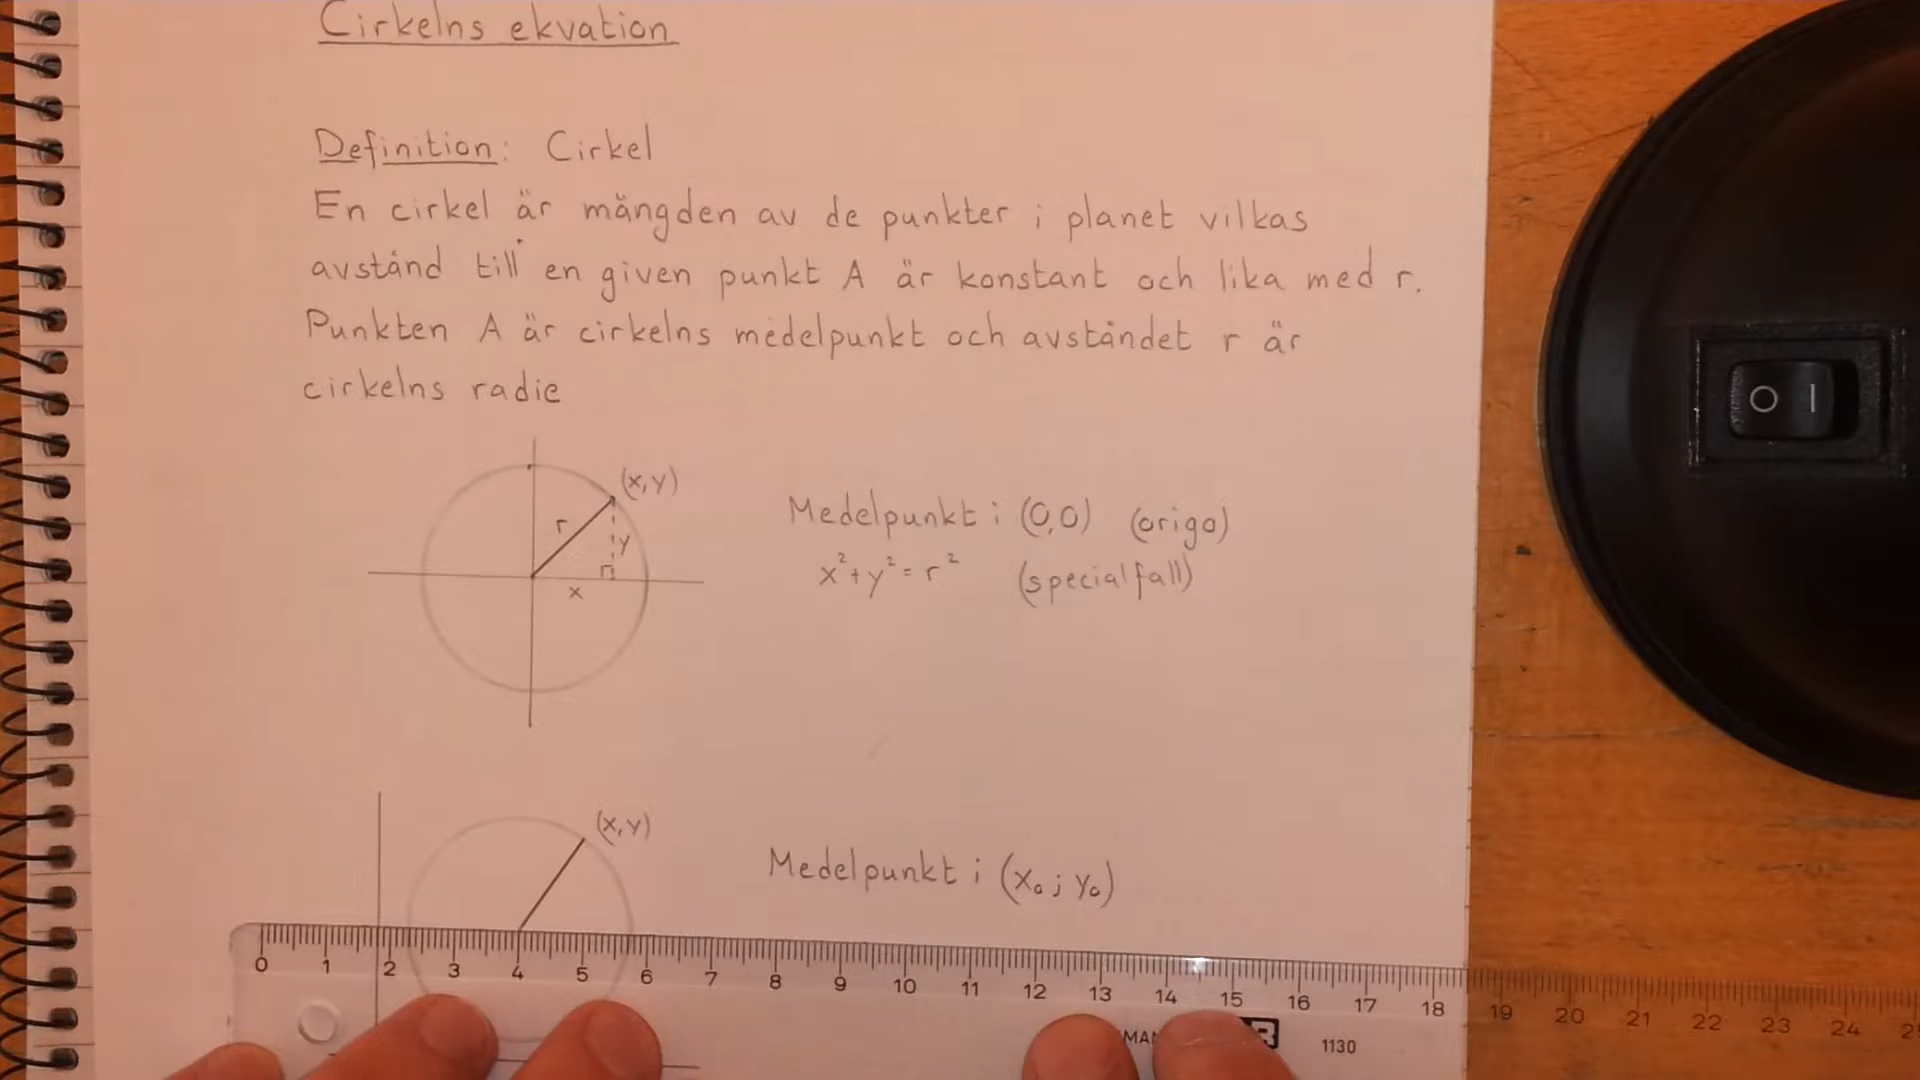 Cirkelns ekvation
Definition: Cirkel
En cirkel är mängden av de punkter i planet vilkas
avstånd till en given punkt A är konstant och lika med r.
Punkten A är cirkelns medelpunkt och avståndet r är
cirkelns radie
(x,y)
r
y
x
Medelpunkt i (0,0) (origo)
x²+y²=r² (specialfall)
(x,y)
Medelpunkt i (x₀; y₀)
0 1 2 3 4 5 6 7 8 9 10 11 12 13 14 15 16 17 18 19 20 21 22 23 24
1130
O I